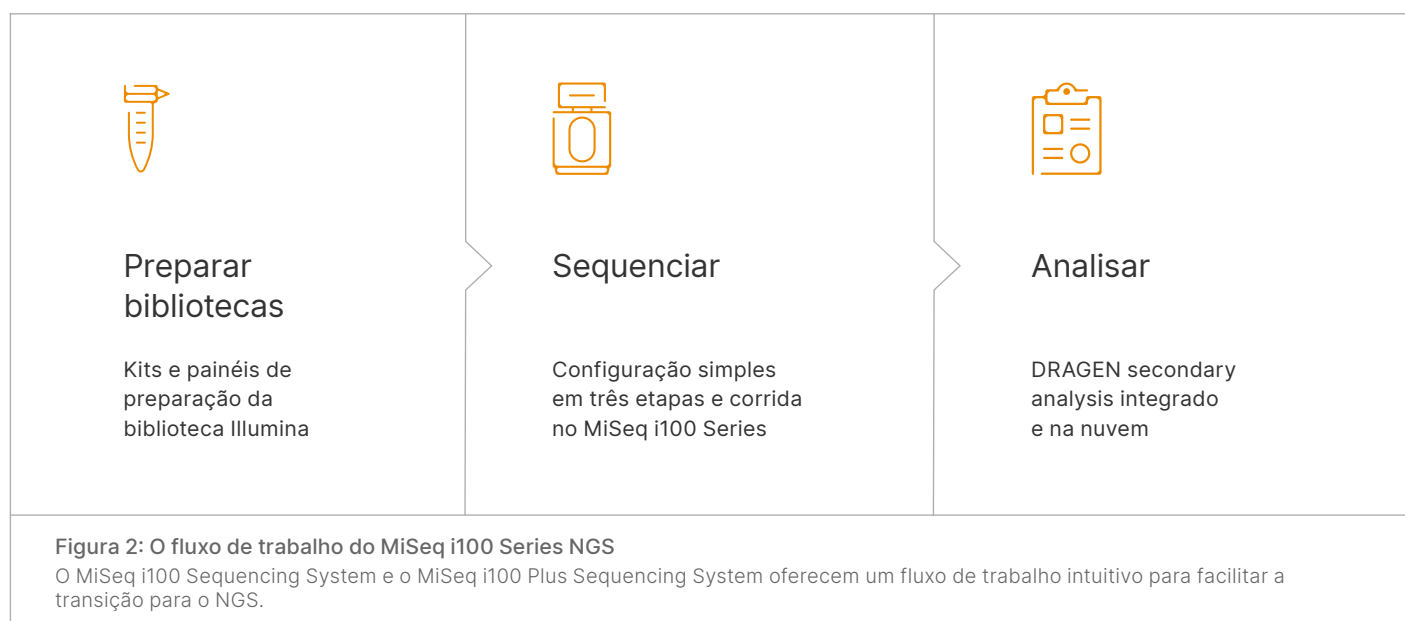 Preparar
bibliotecas
Kits e painéis de
preparação da
biblioteca Illumina
Sequenciar
Configuração simples
em três etapas e corrida
no MiSeq i100 Series
Analisar
DRAGEN secondary
analysis integrado
e na nuvem
Figura 2: O fluxo de trabalho do MiSeq i100 Series NGS
O MiSeq i100 Sequencing System e o MiSeq i100 Plus Sequencing System oferecem um fluxo de trabalho intuitivo para facilitar a
transição para o NGS.